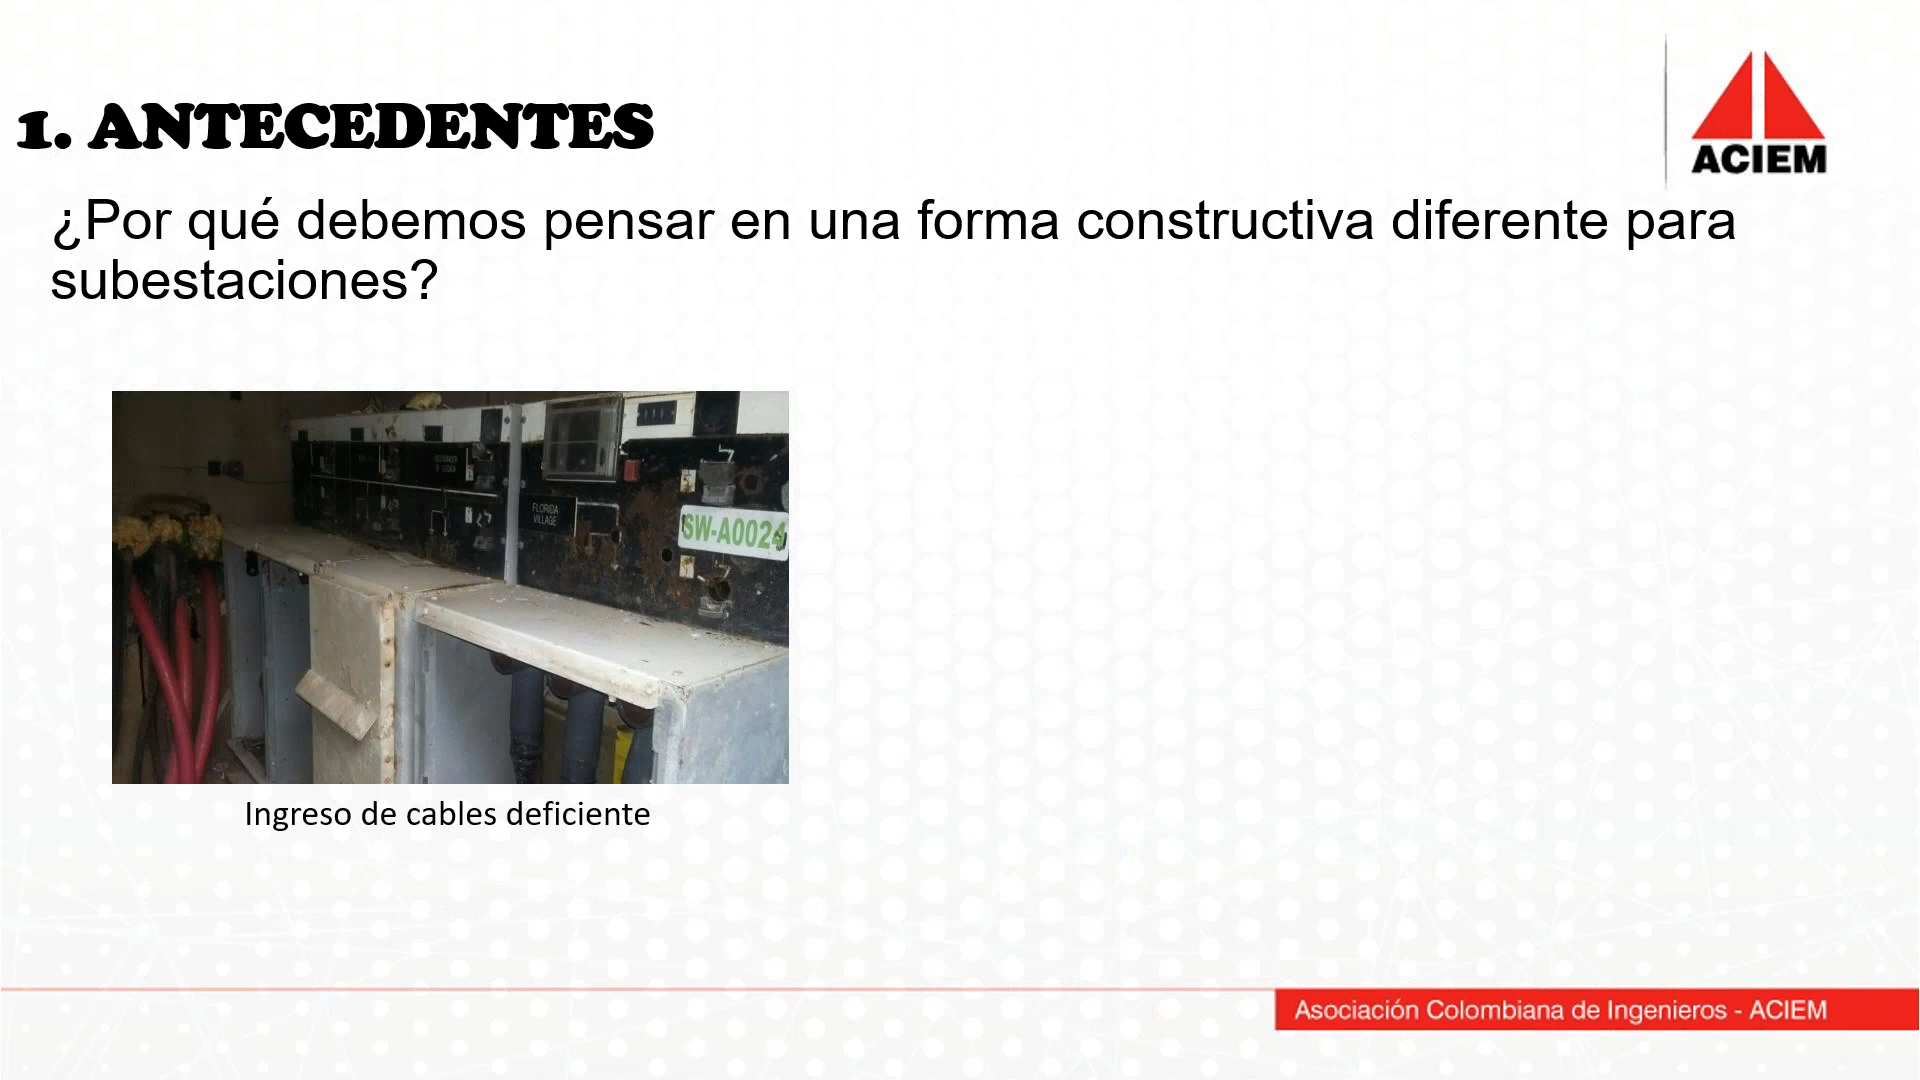 1. ANTECEDENTES
ACIEM
¿Por qué debemos pensar en una forma constructiva diferente para
subestaciones?
FLORIDA
VILLAGE
SW-A0024
Ingreso de cables deficiente
Asociación Colombiana de Ingenieros - ACIEM